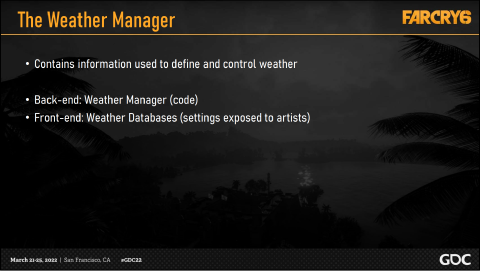 The Weather Manager
FARCRY6
• Contains information used to define and control weather
• Back-end: Weather Manager (code)
• Front-end: Weather Databases (settings exposed to artists)
March 21-25, 2022 | San Francisco, CA #GDC22
GDC